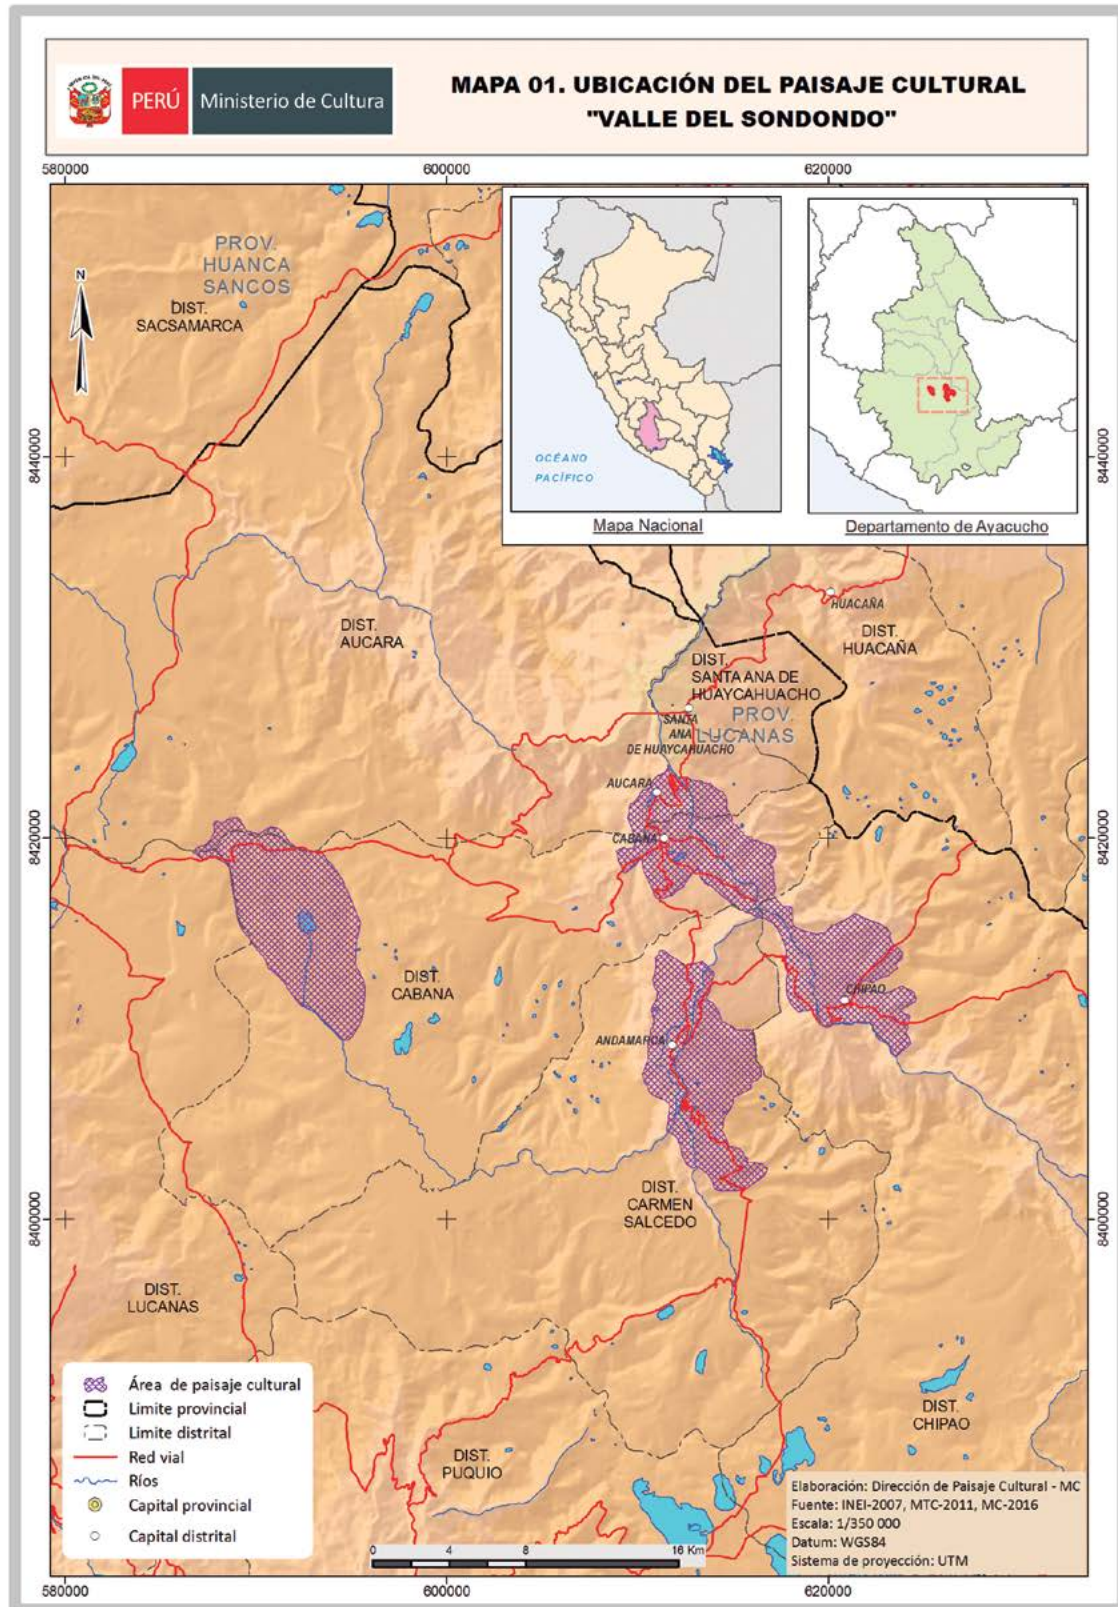 PERÚ
Ministerio de Cultura
MAPA 01. UBICACIÓN DEL PAISAJE CULTURAL
"VALLE DEL SONDONDO"
580000
600000
620000
PROV.
HUANCA
SANCOS
DIST.
SACSAMARCA
N
OCÉANO
PACÍFICO
Mapa Nacional
Departamento de Ayacucho
8440000
8440000
HUACAÑA
DIST.
HUACAÑA
DIST.
AUCARA
DIST.
SANTA ANA DE
HUAYCAHUACHO
PROV.
LUCANAS
SANTA
ANA
DE HUAYCAHUACHO
AUCARA
CABANA
8420000
8420000
DIST.
CABANA
CHIPAO
ANDAMARCA
DIST.
CARMEN
SALCEDO
8400000
8400000
DIST.
LUCANAS
DIST.
CHIPAO
DIST.
PUQUIO
Área de paisaje cultural
Limite provincial
Limite distrital
Red vial
Ríos
Capital provincial
Capital distrital
0 4 8 16 Km
Elaboración: Dirección de Paisaje Cultural - MC
Fuente: INEI-2007, MTC-2011, MC-2016
Escala: 1/350 000
Datum: WGS84
Sistema de proyección: UTM
580000
600000
620000